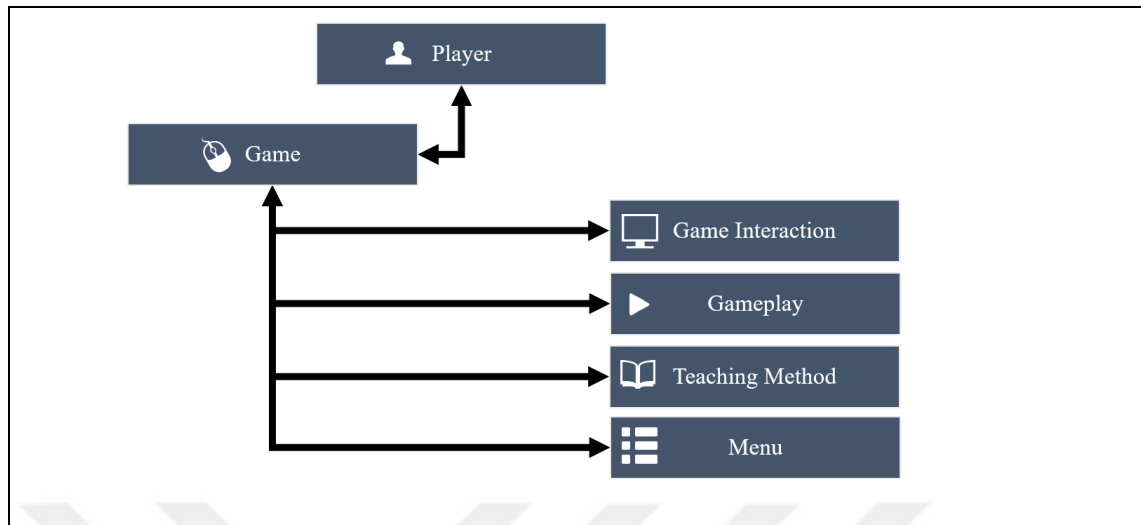 Player
Game
Game Interaction
Gameplay
Teaching Method
Menu